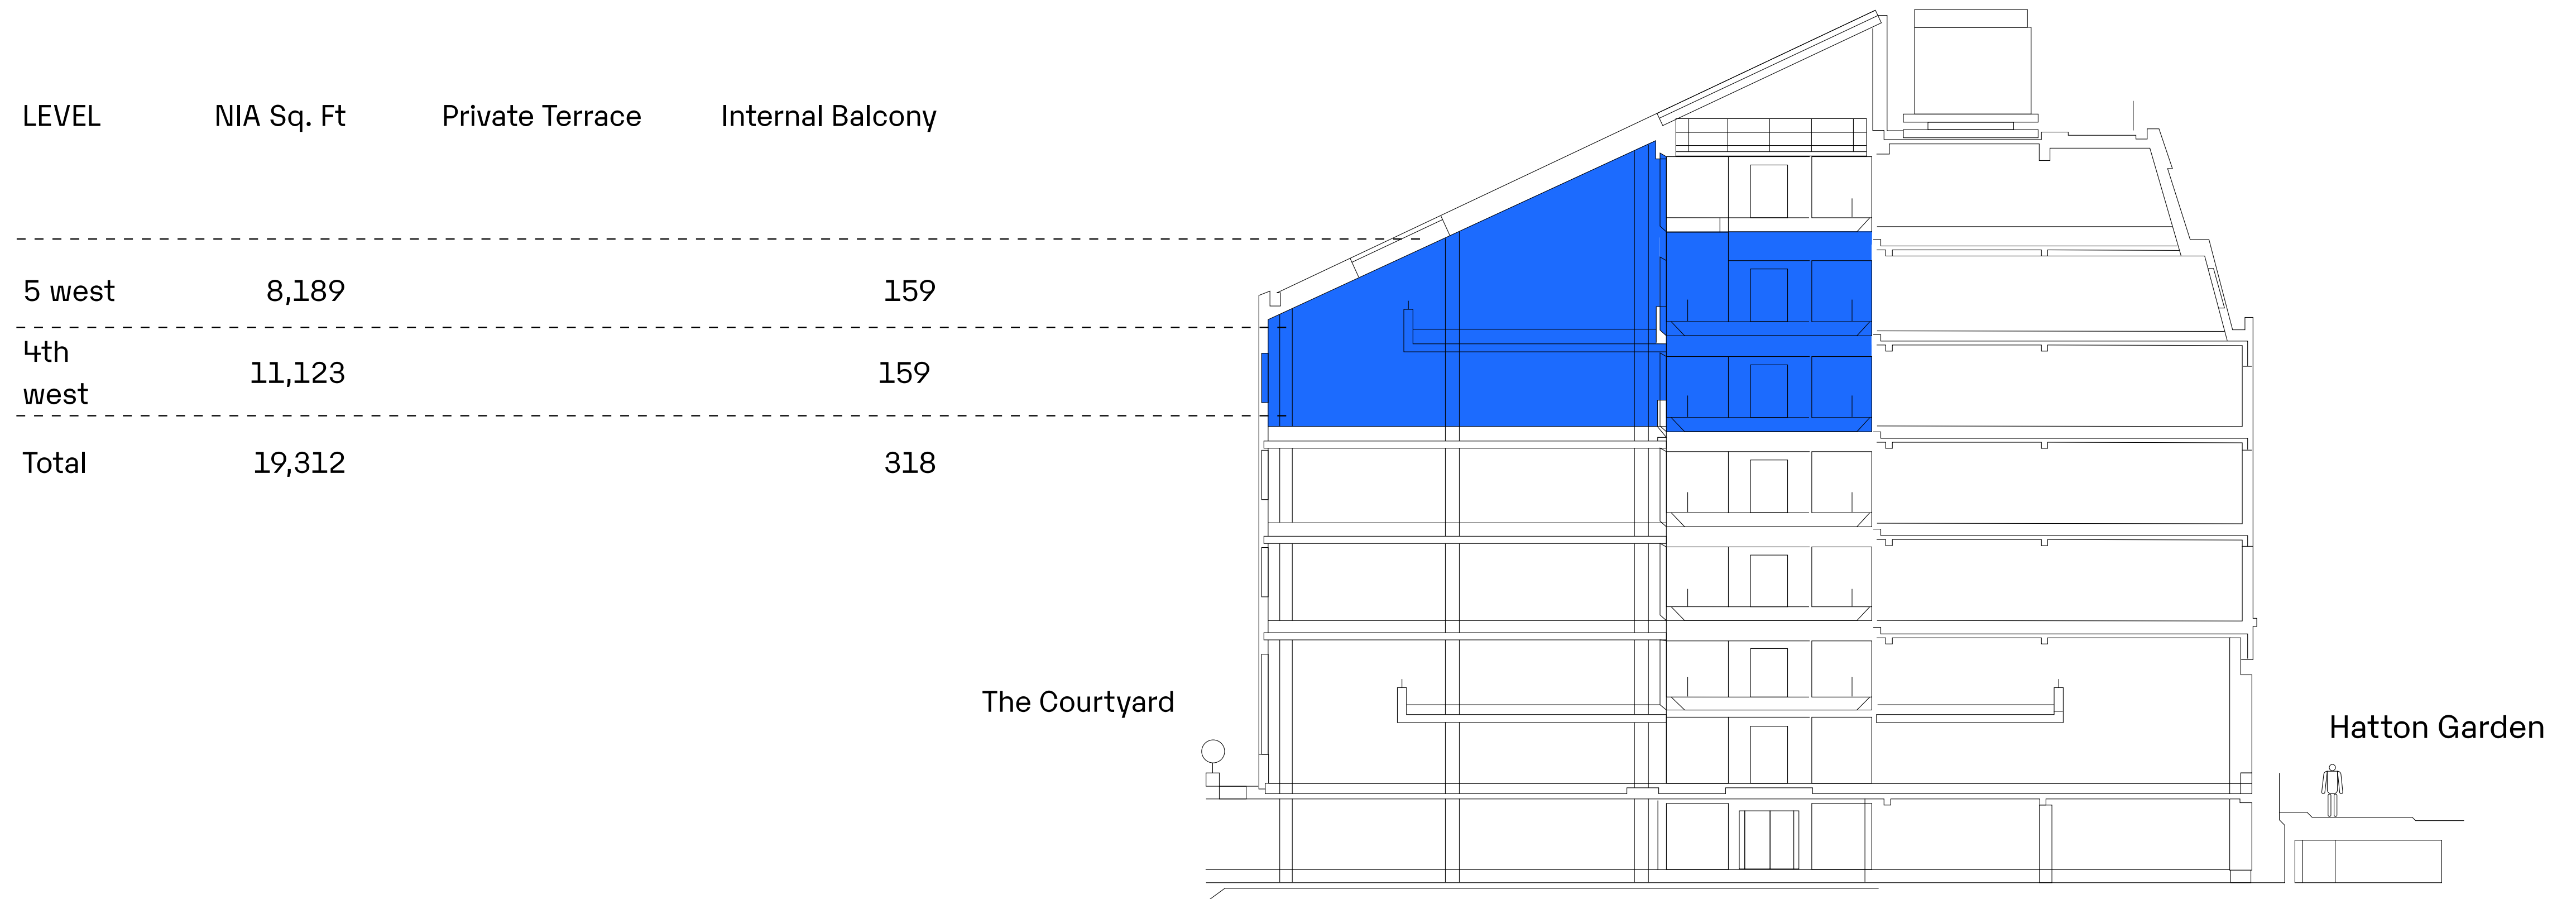 LEVEL NIA Sq. Ft Private Terrace Internal Balcony
5 west 8,189 159
4th
west 11,123 159
Total 19,312 318
The Courtyard
Hatton Garden